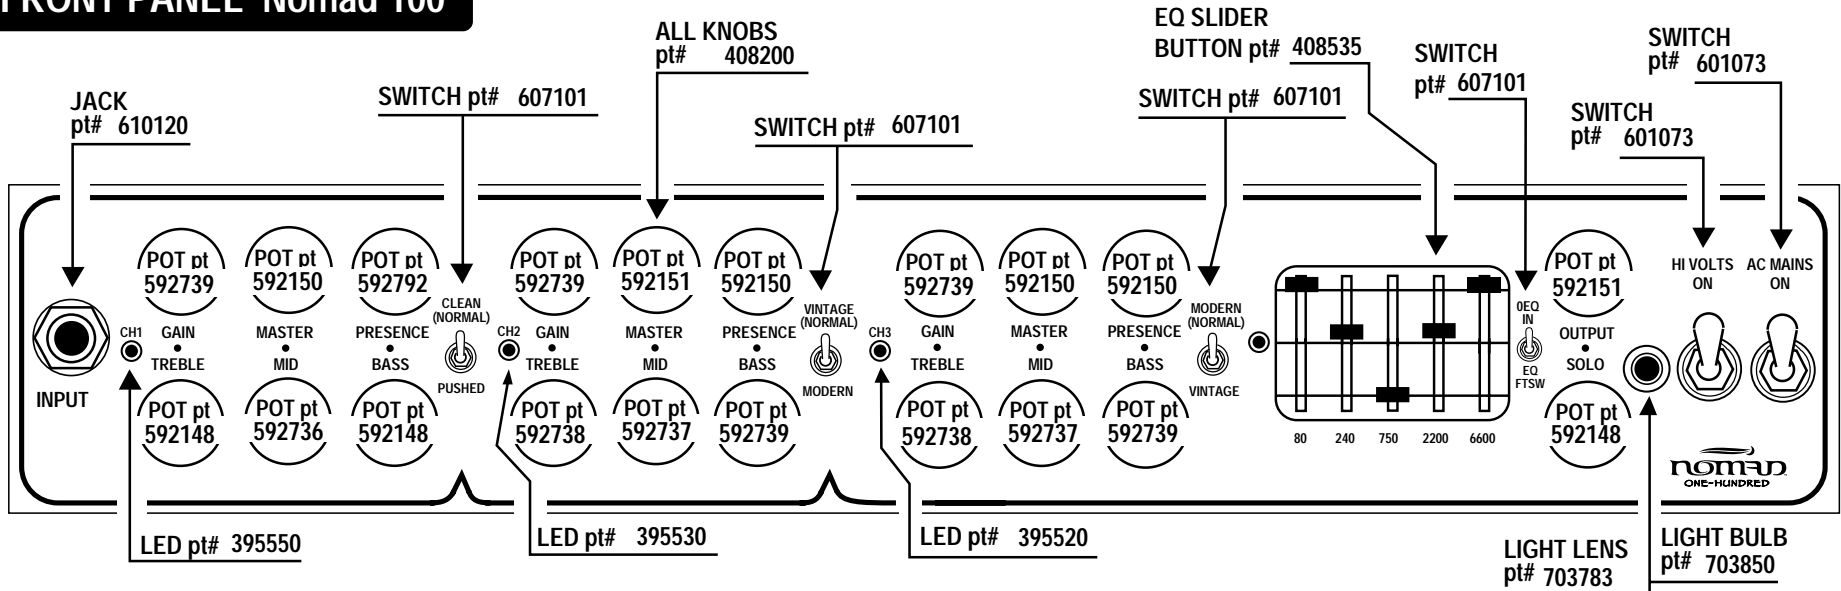 FRONT PANEL Nomad 100
EQ SLIDER
BUTTON pt# 408535
ALL KNOBS
pt# 408200
SWITCH
pt# 607101
SWITCH
pt# 601073
JACK
pt# 610120
SWITCH pt# 607101
SWITCH pt# 607101
SWITCH pt# 607101
SWITCH
pt# 601073
POT pt
592739
POT pt
592150
POT pt
592792
POT pt
592739
POT pt
592151
POT pt
592150
POT pt
592739
POT pt
592150
POT pt
592150
POT pt
592151
HI VOLTS
ON
AC MAINS
ON
INPUT
CH1
GAIN
TREBLE
MASTER
MID
PRESENCE
BASS
CLEAN
(NORMAL)
PUSHED
CH2
GAIN
TREBLE
MASTER
MID
PRESENCE
BASS
VINTAGE
(NORMAL)
MODERN
CH3
GAIN
TREBLE
MASTER
MID
PRESENCE
BASS
MODERN
(NORMAL)
VINTAGE
0EQ
IN
EQ
FTSW
OUTPUT
SOLO
POT pt
592148
POT pt
592736
POT pt
592148
POT pt
592738
POT pt
592737
POT pt
592739
POT pt
592738
POT pt
592737
POT pt
592739
80 240 750 2200 6600
POT pt
592148
NOMAD
ONE-HUNDRED
LED pt# 395550
LED pt# 395530
LED pt# 395520
LIGHT LENS
pt# 703783
LIGHT BULB
pt# 703850